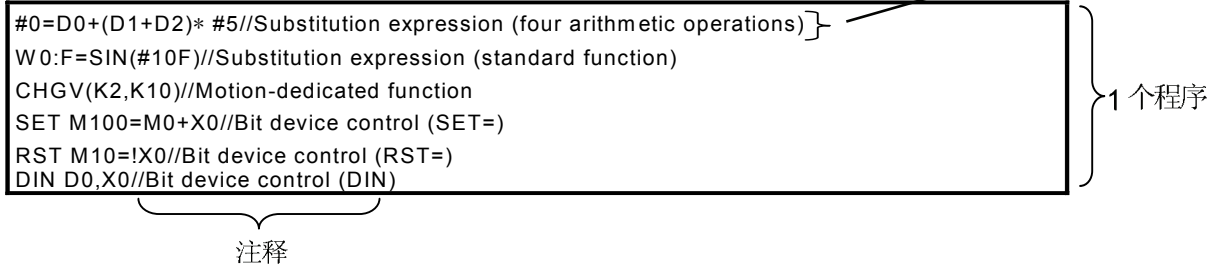 #0=D0+(D1+D2)* #5//Substitution expression (four arithmetic operations)
W0:F=SIN(#10F)//Substitution expression (standard function)
CHGV(K2,K10)//Motion-dedicated function
SET M100=M0+X0//Bit device control (SET=)
RST M10=!X0//Bit device control (RST=)
DIN D0,X0//Bit device control (DIN)
1 个程序
注释